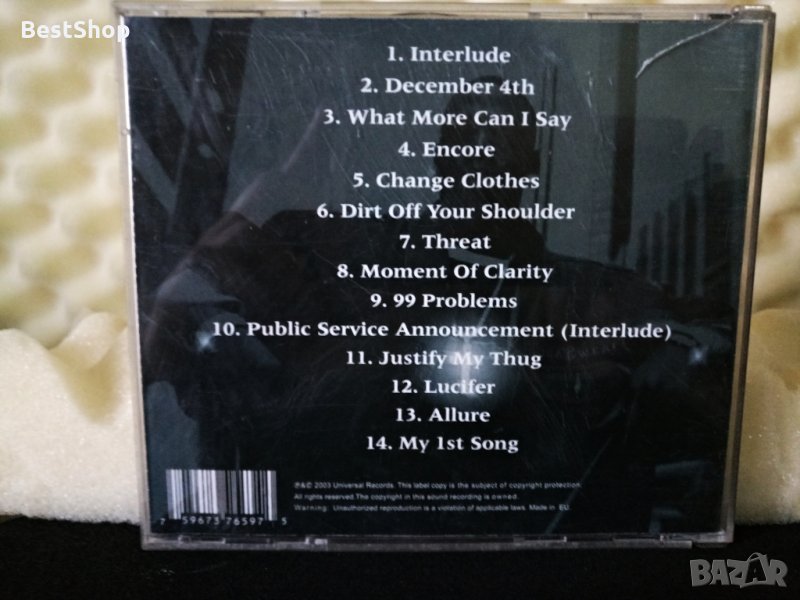 BestShop
1. Interlude
2. December 4th
3. What More Can I Say
4. Encore
5. Change Clothes
6. Dirt Off Your Shoulder
7. Threat
8. Moment Of Clarity
9. 99 Problems
10. Public Service Announcement (Interlude)
11. Justify My Thug
12. Lucifer
13. Allure
14. My 1st Song
℗&© 2003 Universal Records. This label copy is the subject of copyright protection.
All rights reserved.The copyright in this sound recording is owned.
Warning: Unauthorized reproduction is a violation of applicable laws. Made in EU.
7 59673 76597 5
BAZAR